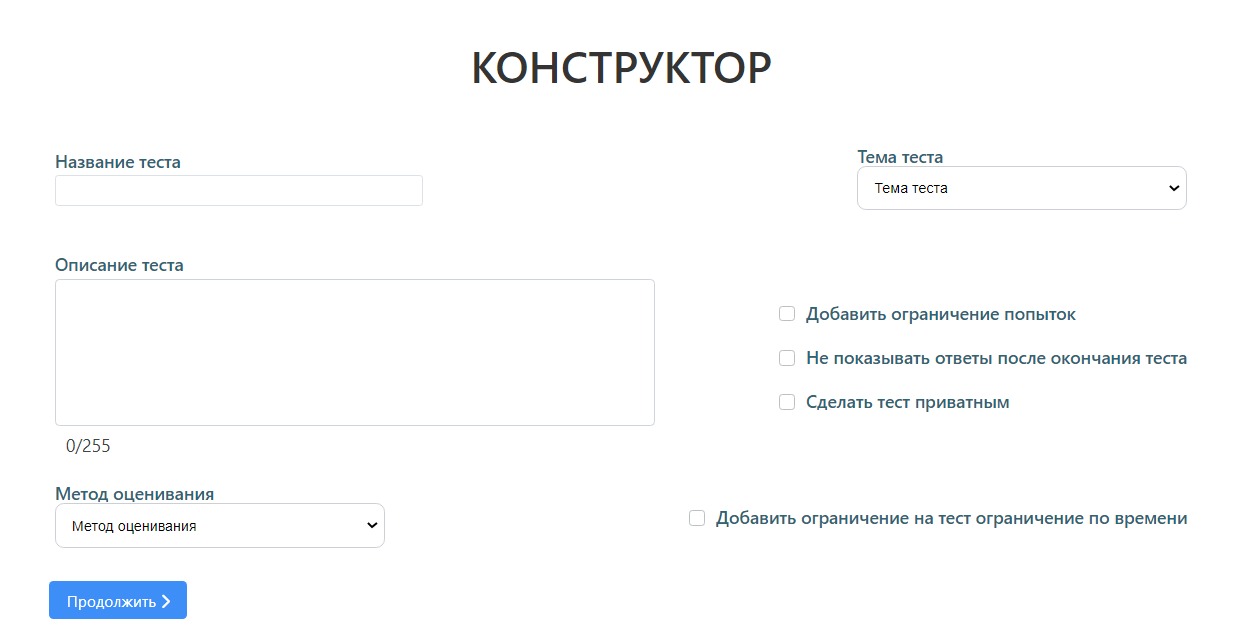 КОНСТРУКТОР
Название теста
Тема теста
Тема теста
Описание теста
Добавить ограничение попыток
Не показывать ответы после окончания теста
Сделать тест приватным
0/255
Метод оценивания
Метод оценивания
Добавить ограничение на тест ограничение по времени
Продолжить